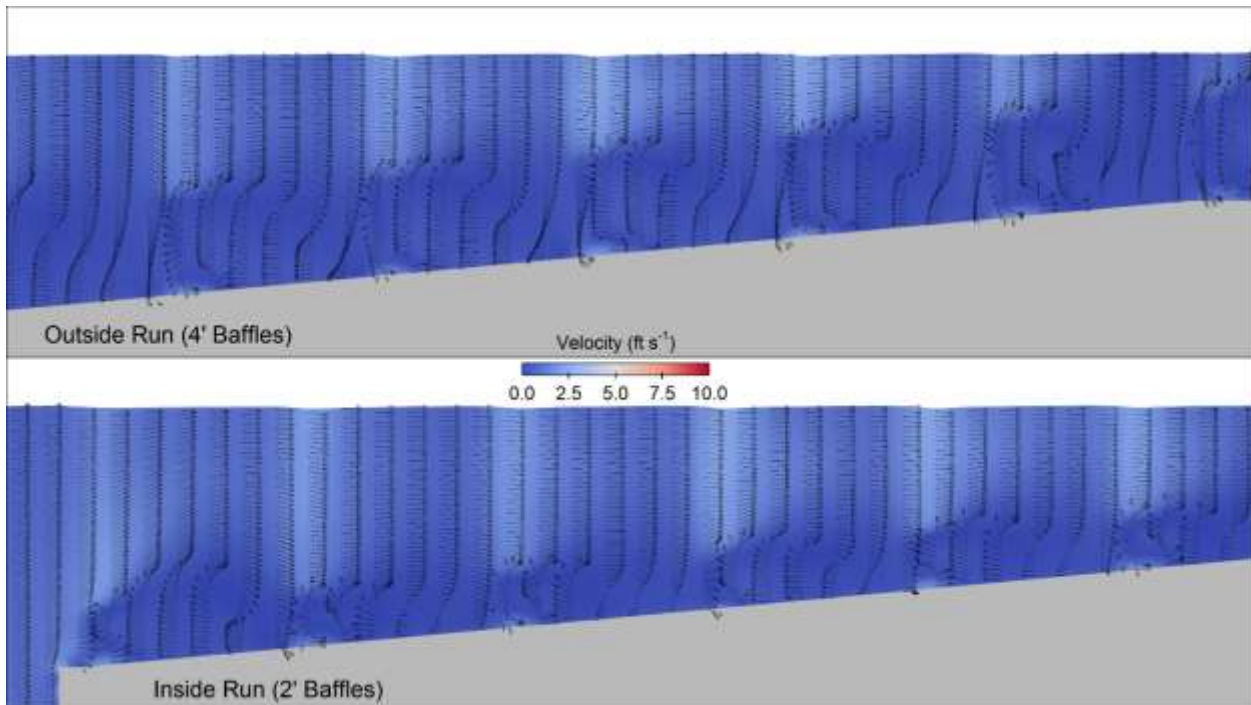 Outside Run (4' Baffles)
Velocity (ft s⁻¹)
0.0 2.5 5.0 7.5 10.0
Inside Run (2' Baffles)